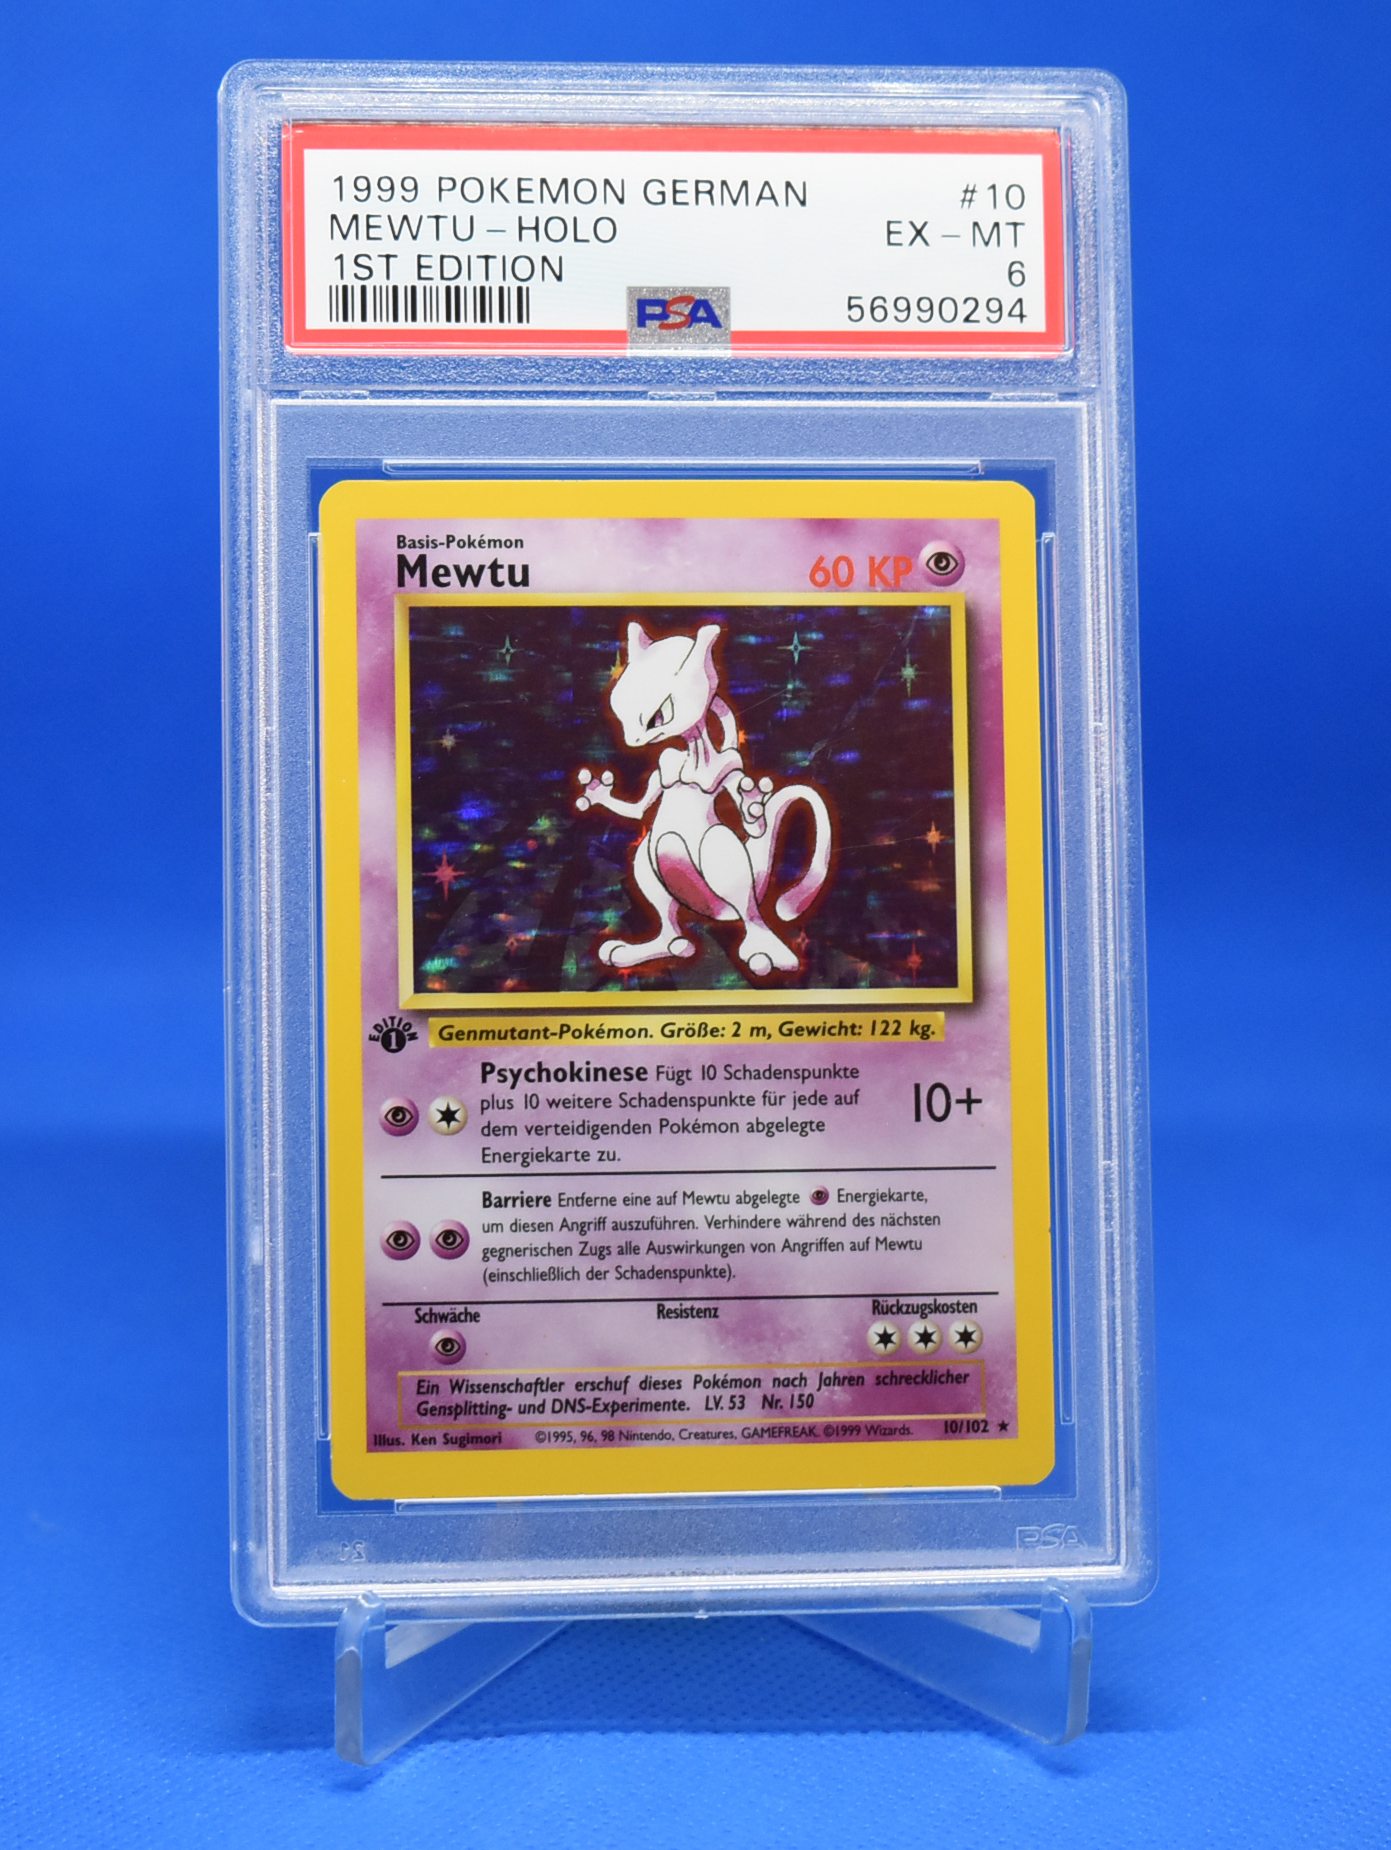 1999 POKEMON GERMAN #10
MEWTU - HOLO EX - MT
1ST EDITION 6
PSA 56990294
Basis-Pokémon
Mewtu 60 KP
EDITION 1
Genmutant-Pokémon. Größe: 2 m, Gewicht: 122 kg.
Psychokinese Fügt 10 Schadenspunkte
plus 10 weitere Schadenspunkte für jede auf
dem verteidigenden Pokémon abgelegte
Energiekarte zu.
10+
Barriere Entferne eine auf Mewtu abgelegte Energiekarte,
um diesen Angriff auszuführen. Verhindere während des nächsten
gegnerischen Zugs alle Auswirkungen von Angriffen auf Mewtu
(einschließlich der Schadenspunkte).
Schwäche Resistenz Rückzugskosten
Ein Wissenschaftler erschuf dieses Pokémon nach Jahren schrecklicher
Gensplitting- und DNS-Experimente. LV. 53 Nr. 150
Illus. Ken Sugimori ©1995, 96, 98 Nintendo, Creatures, GAMEFREAK. ©1999 Wizards. 10/102 ★
PSA